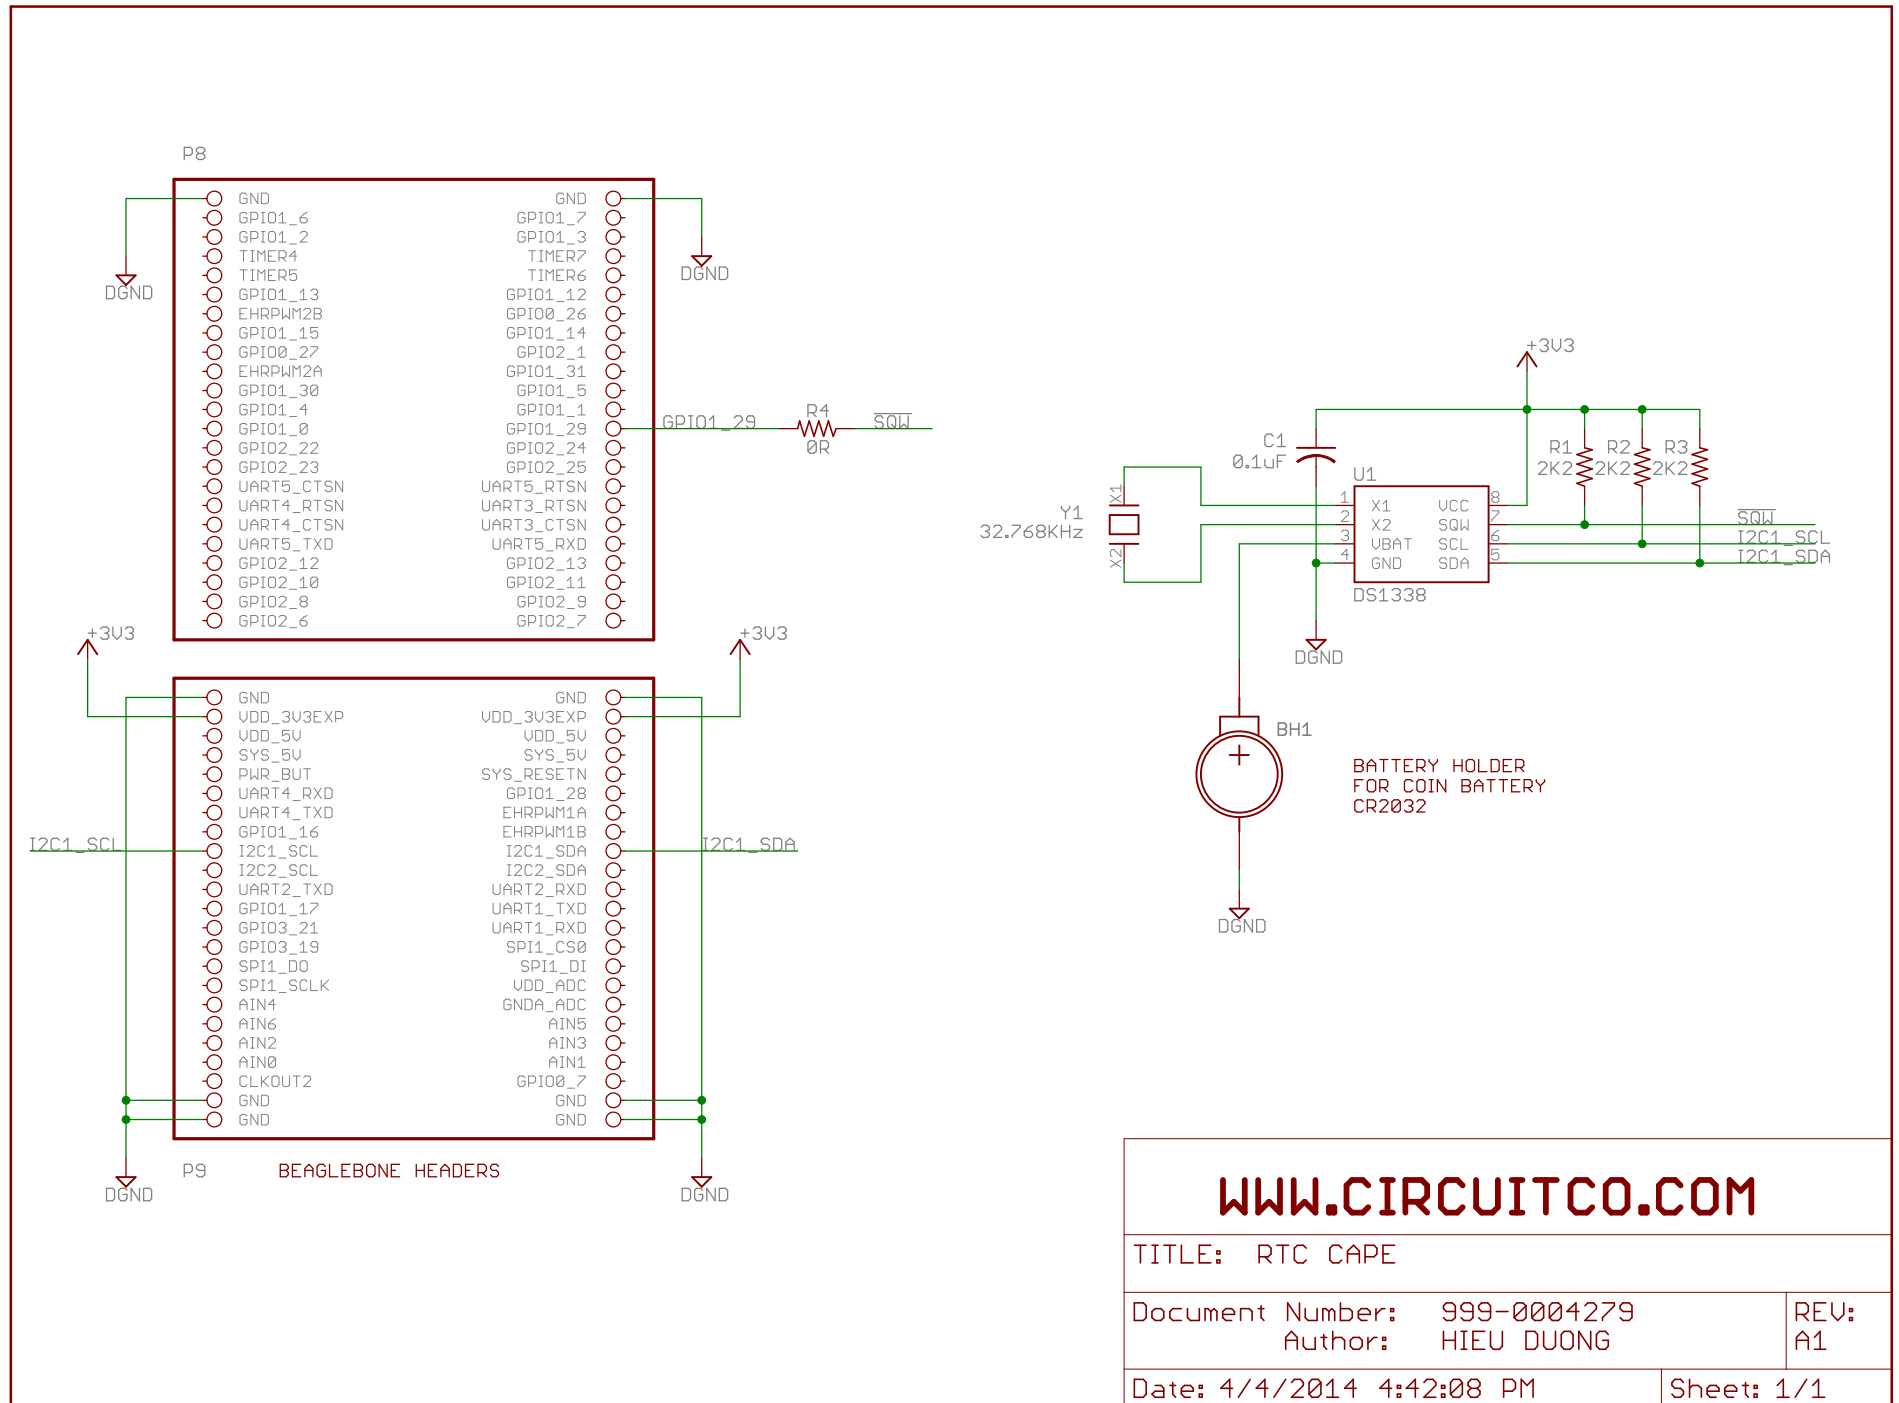 P8
GND GND
GPIO1_6 GPIO1_7
GPIO1_2 GPIO1_3
TIMER4 TIMER7
TIMER5 TIMER6
GPIO1_13 GPIO1_12
EHRPWM2B GPIO0_26
GPIO1_15 GPIO1_14
GPIO0_27 GPIO2_1
EHRPWM2A GPIO1_31
GPIO1_30 GPIO1_5
GPIO1_4 GPIO1_1
GPIO1_0 GPIO1_29
GPIO2_22 GPIO2_24
GPIO2_23 GPIO2_25
UART5_CTSN UART5_RTSN
UART4_RTSN UART3_RTSN
UART4_CTSN UART3_CTSN
UART5_TXD UART5_RXD
GPIO2_12 GPIO2_13
GPIO2_10 GPIO2_11
GPIO2_8 GPIO2_9
GPIO2_6 GPIO2_7
DGND
DGND
GPIO1_29
R4
0R
SQW
+3V3
+3V3
GND GND
VDD_3V3EXP VDD_3V3EXP
VDD_5V VDD_5V
SYS_5V SYS_5V
PWR_BUT SYS_RESETN
UART4_RXD GPIO1_28
UART4_TXD EHRPWM1A
GPIO1_16 EHRPWM1B
I2C1_SCL I2C1_SDA
I2C2_SCL I2C2_SDA
UART2_TXD UART2_RXD
GPIO1_17 UART1_TXD
GPIO3_21 UART1_RXD
GPIO3_19 SPI1_CS0
SPI1_DO SPI1_DI
SPI1_SCLK VDD_ADC
AIN4 GNDA_ADC
AIN6 AIN5
AIN2 AIN3
AIN0 AIN1
CLKOUT2 GPIO0_7
GND GND
GND GND
I2C1_SCL
I2C1_SDA
DGND
P9
BEAGLEBONE HEADERS
DGND
+3V3
C1
0.1uF
R1 R2 R3
2K2 2K2 2K2
U1
Y1
32.768KHz
X1
X2
1 X1 VCC 8
2 X2 SQW 7
3 VBAT SCL 6
4 GND SDA 5
DS1338
SQW
I2C1_SCL
I2C1_SDA
DGND
BH1
BATTERY HOLDER
FOR COIN BATTERY
CR2032
DGND
WWW.CIRCUITCO.COM
TITLE: RTC CAPE
Document Number: 999-0004279
Author: HIEU DUONG
REV:
A1
Date: 4/4/2014 4:42:08 PM
Sheet: 1/1